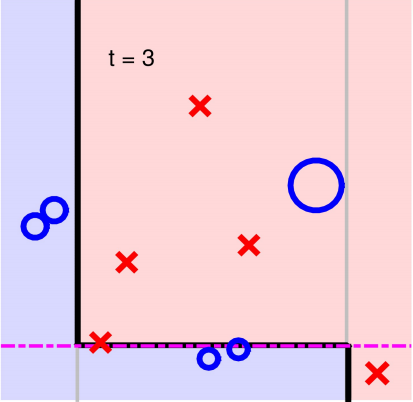 t = 3